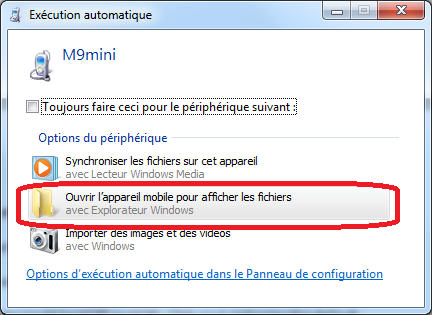 Exécution automatique
M9mini
Toujours faire ceci pour le périphérique suivant :
Options du périphérique
Synchroniser les fichiers sur cet appareil
avec Lecteur Windows Media
Ouvrir l'appareil mobile pour afficher les fichiers
avec Explorateur Windows
Importer des images et des vidéos
avec Windows
Options d'exécution automatique dans le Panneau de configuration